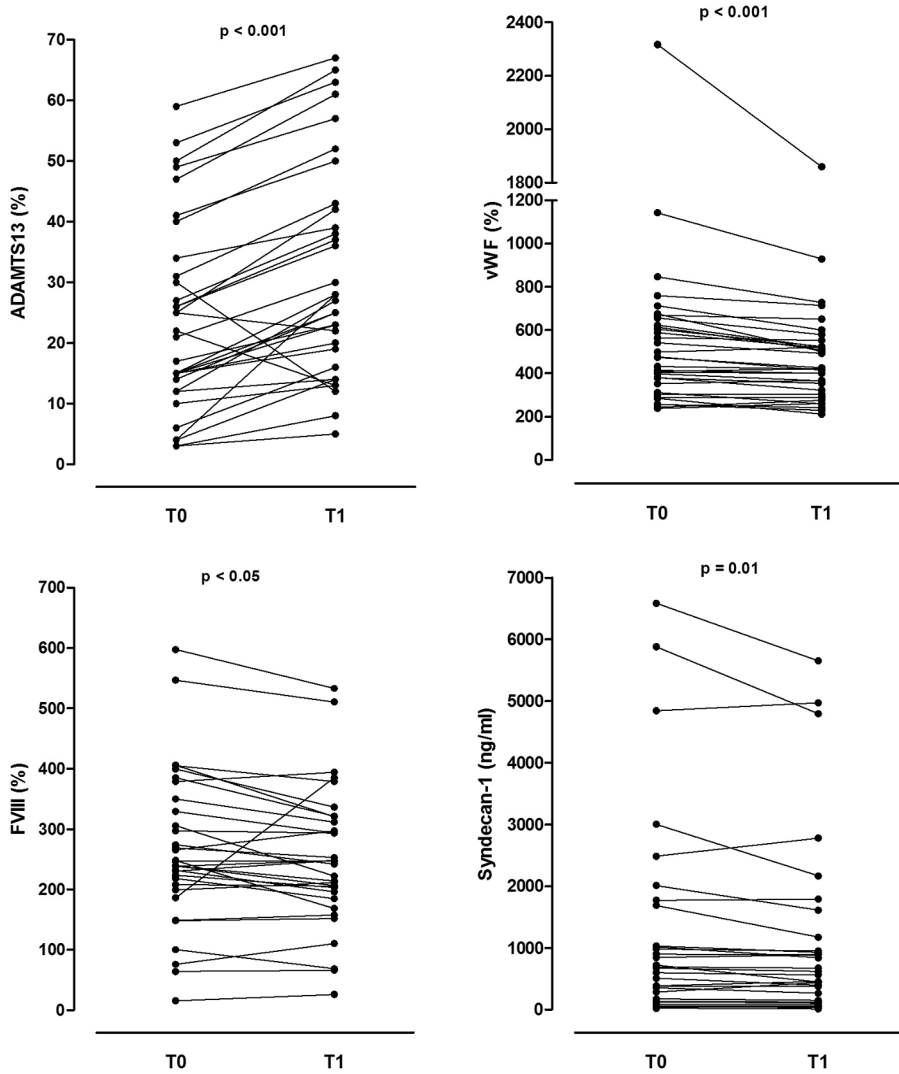 p < 0.001
70
60
50
40
30
20
10
0
ADAMTS13 (%)
T0 T1
p < 0.001
2400
2200
2000
1800
1200
1000
800
600
400
200
0
vWF (%)
T0 T1
p < 0.05
700
600
500
400
300
200
100
0
FVIII (%)
T0 T1
p = 0.01
7000
6000
5000
4000
3000
2000
1000
0
Syndecan-1 (ng/ml)
T0 T1